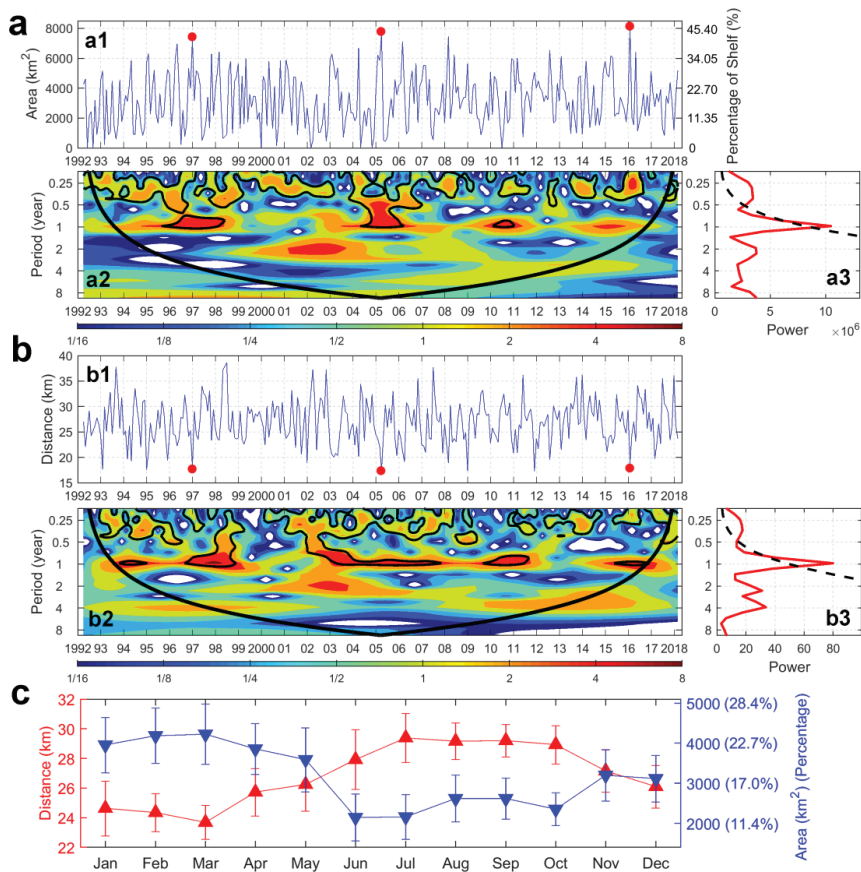 a
a1
8000
6000
4000
2000
0
Area (km²)
45.40
34.05
22.70
11.35
0
Percentage of Shelf (%)
1992 93 94 95 96 97 98 99 2000 01 02 03 04 05 06 07 08 09 10 11 12 13 14 15 16 17 2018
0.25
0.5
1
2
4
8
Period (year)
a2
a3
1992 93 94 95 96 97 98 99 2000 01 02 03 04 05 06 07 08 09 10 11 12 13 14 15 16 17 2018
0 5 10
Power ×10⁶
1/16 1/8 1/4 1/2 1 2 4 8
b
b1
40
35
30
25
20
15
Distance (km)
1992 93 94 95 96 97 98 99 2000 01 02 03 04 05 06 07 08 09 10 11 12 13 14 15 16 17 2018
0.25
0.5
1
2
4
8
Period (year)
b2
0.25
0.5
1
2
4
8
b3
1992 93 94 95 96 97 98 99 2000 01 02 03 04 05 06 07 08 09 10 11 12 13 14 15 16 17 2018
0 20 40 60 80
Power
1/16 1/8 1/4 1/2 1 2 4 8
c
32
30
28
26
24
22
Distance (km)
5000 (28.4%)
4000 (22.7%)
3000 (17.0%)
2000 (11.4%)
Area (km²) (Percentage)
Jan Feb Mar Apr May Jun Jul Aug Sep Oct Nov Dec